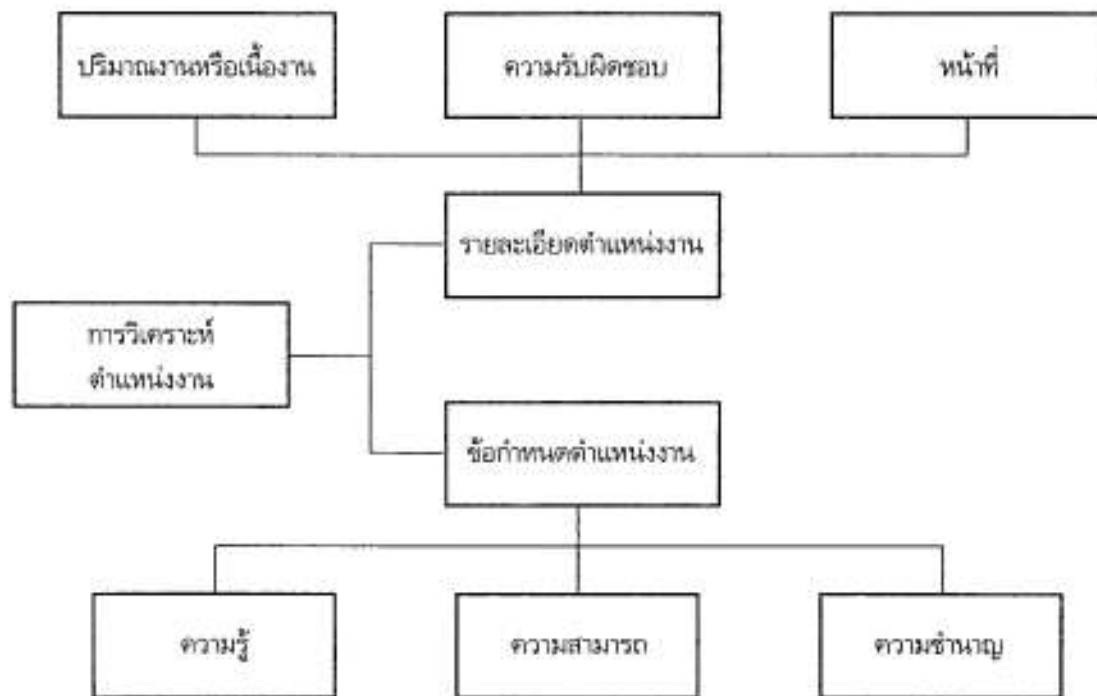 ปริมาณงานหรือเนื้องาน
ความรับผิดชอบ
หน้าที่
รายละเอียดตำแหน่งงาน
การวิเคราะห์
ตำแหน่งงาน
ข้อกำหนดตำแหน่งงาน
ความรู้
ความสามารถ
ความชำนาญ